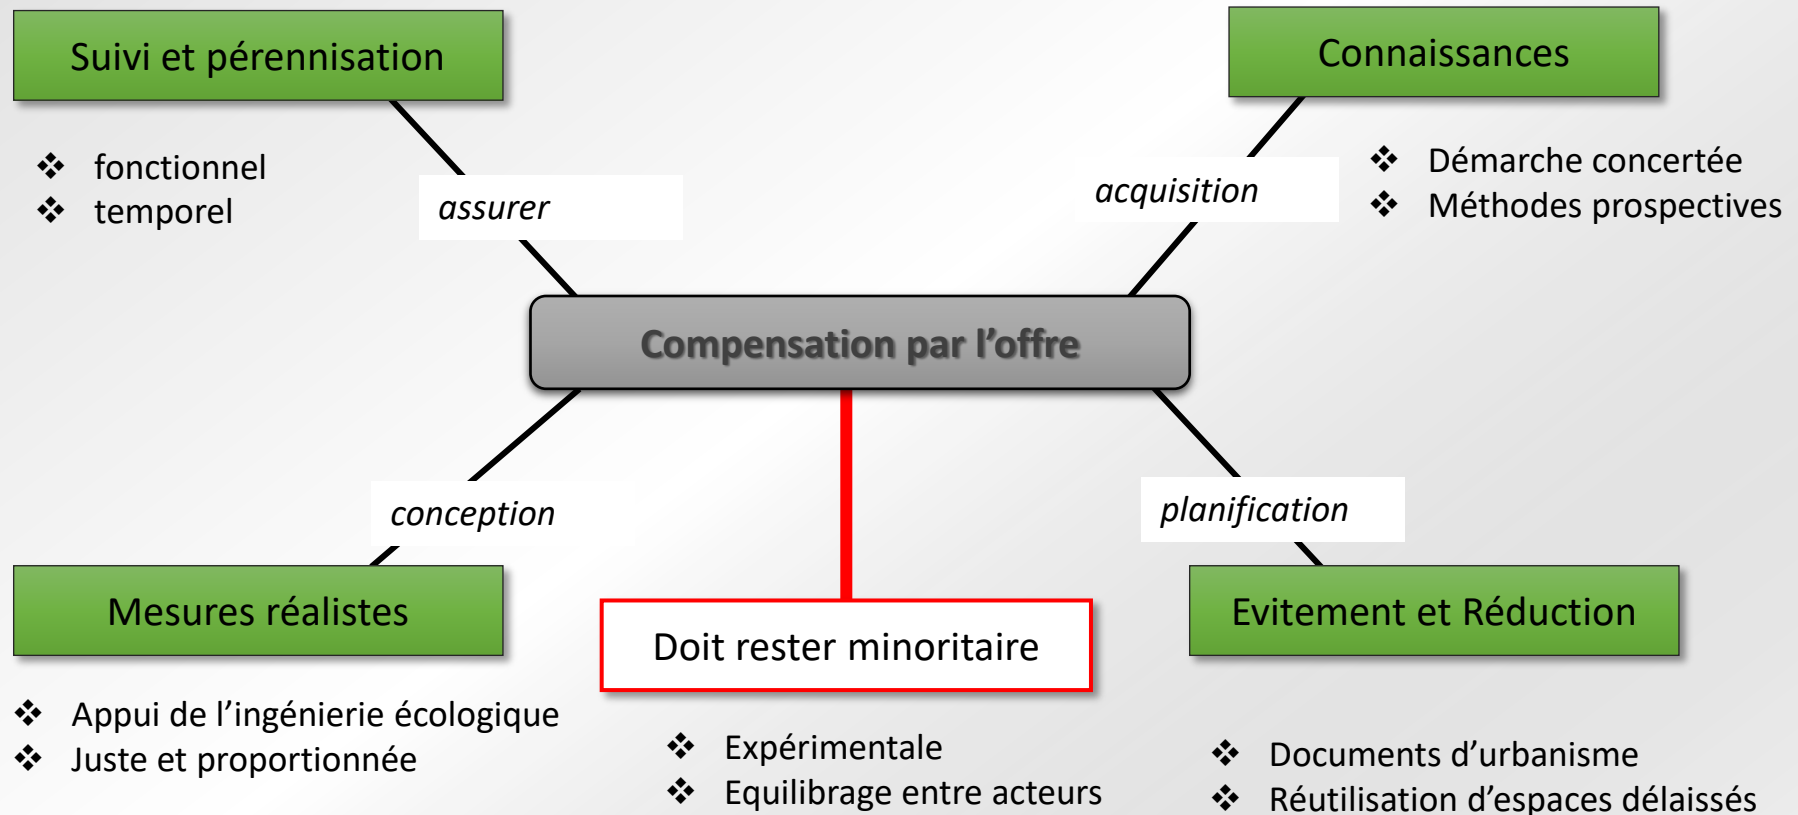 Suivi et pérennisation
Connaissances
❖ fonctionnel
❖ temporel
assurer
acquisition
❖ Démarche concertée
❖ Méthodes prospectives
Compensation par l’offre
conception
planification
Mesures réalistes
Doit rester minoritaire
Evitement et Réduction
❖ Appui de l’ingénierie écologique
❖ Juste et proportionnée
❖ Expérimentale
❖ Equilibrage entre acteurs
❖ Documents d’urbanisme
❖ Réutilisation d’espaces délaissés